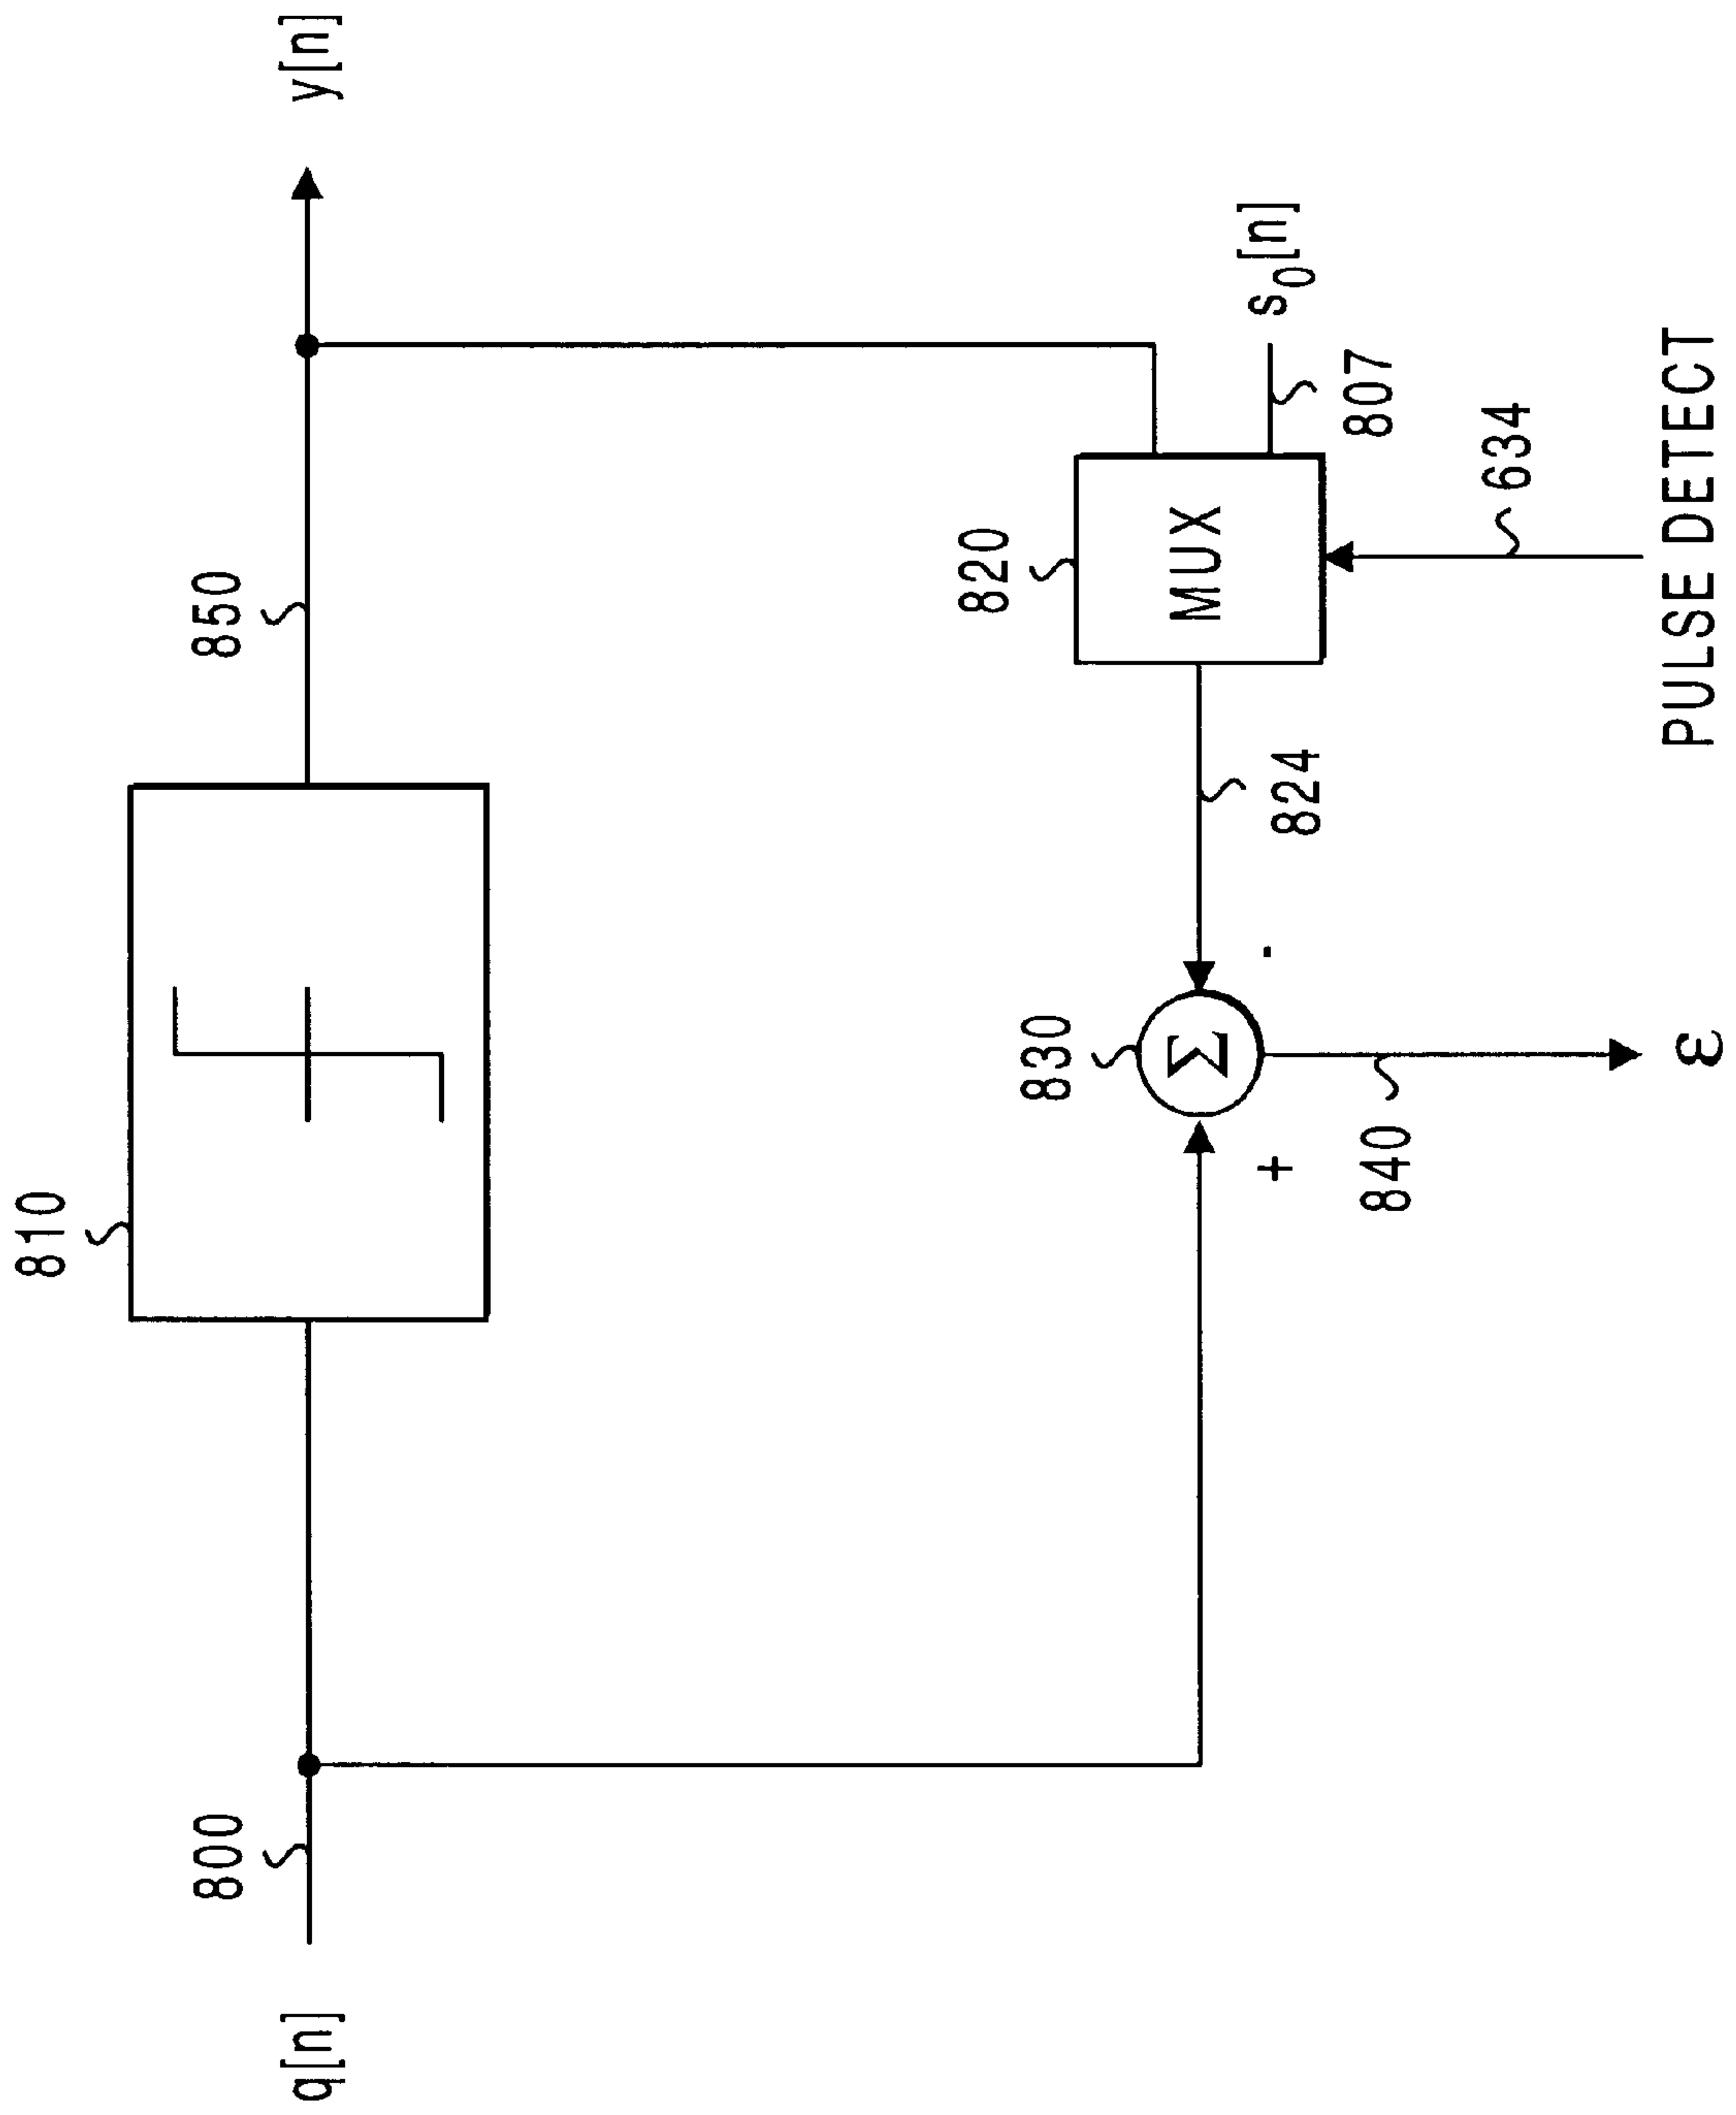 810
800
850
q[n]
y[n]
830
820
MUX
s0[n]
807
Σ
+
-
824
634
840
ε
PULSE DETECT